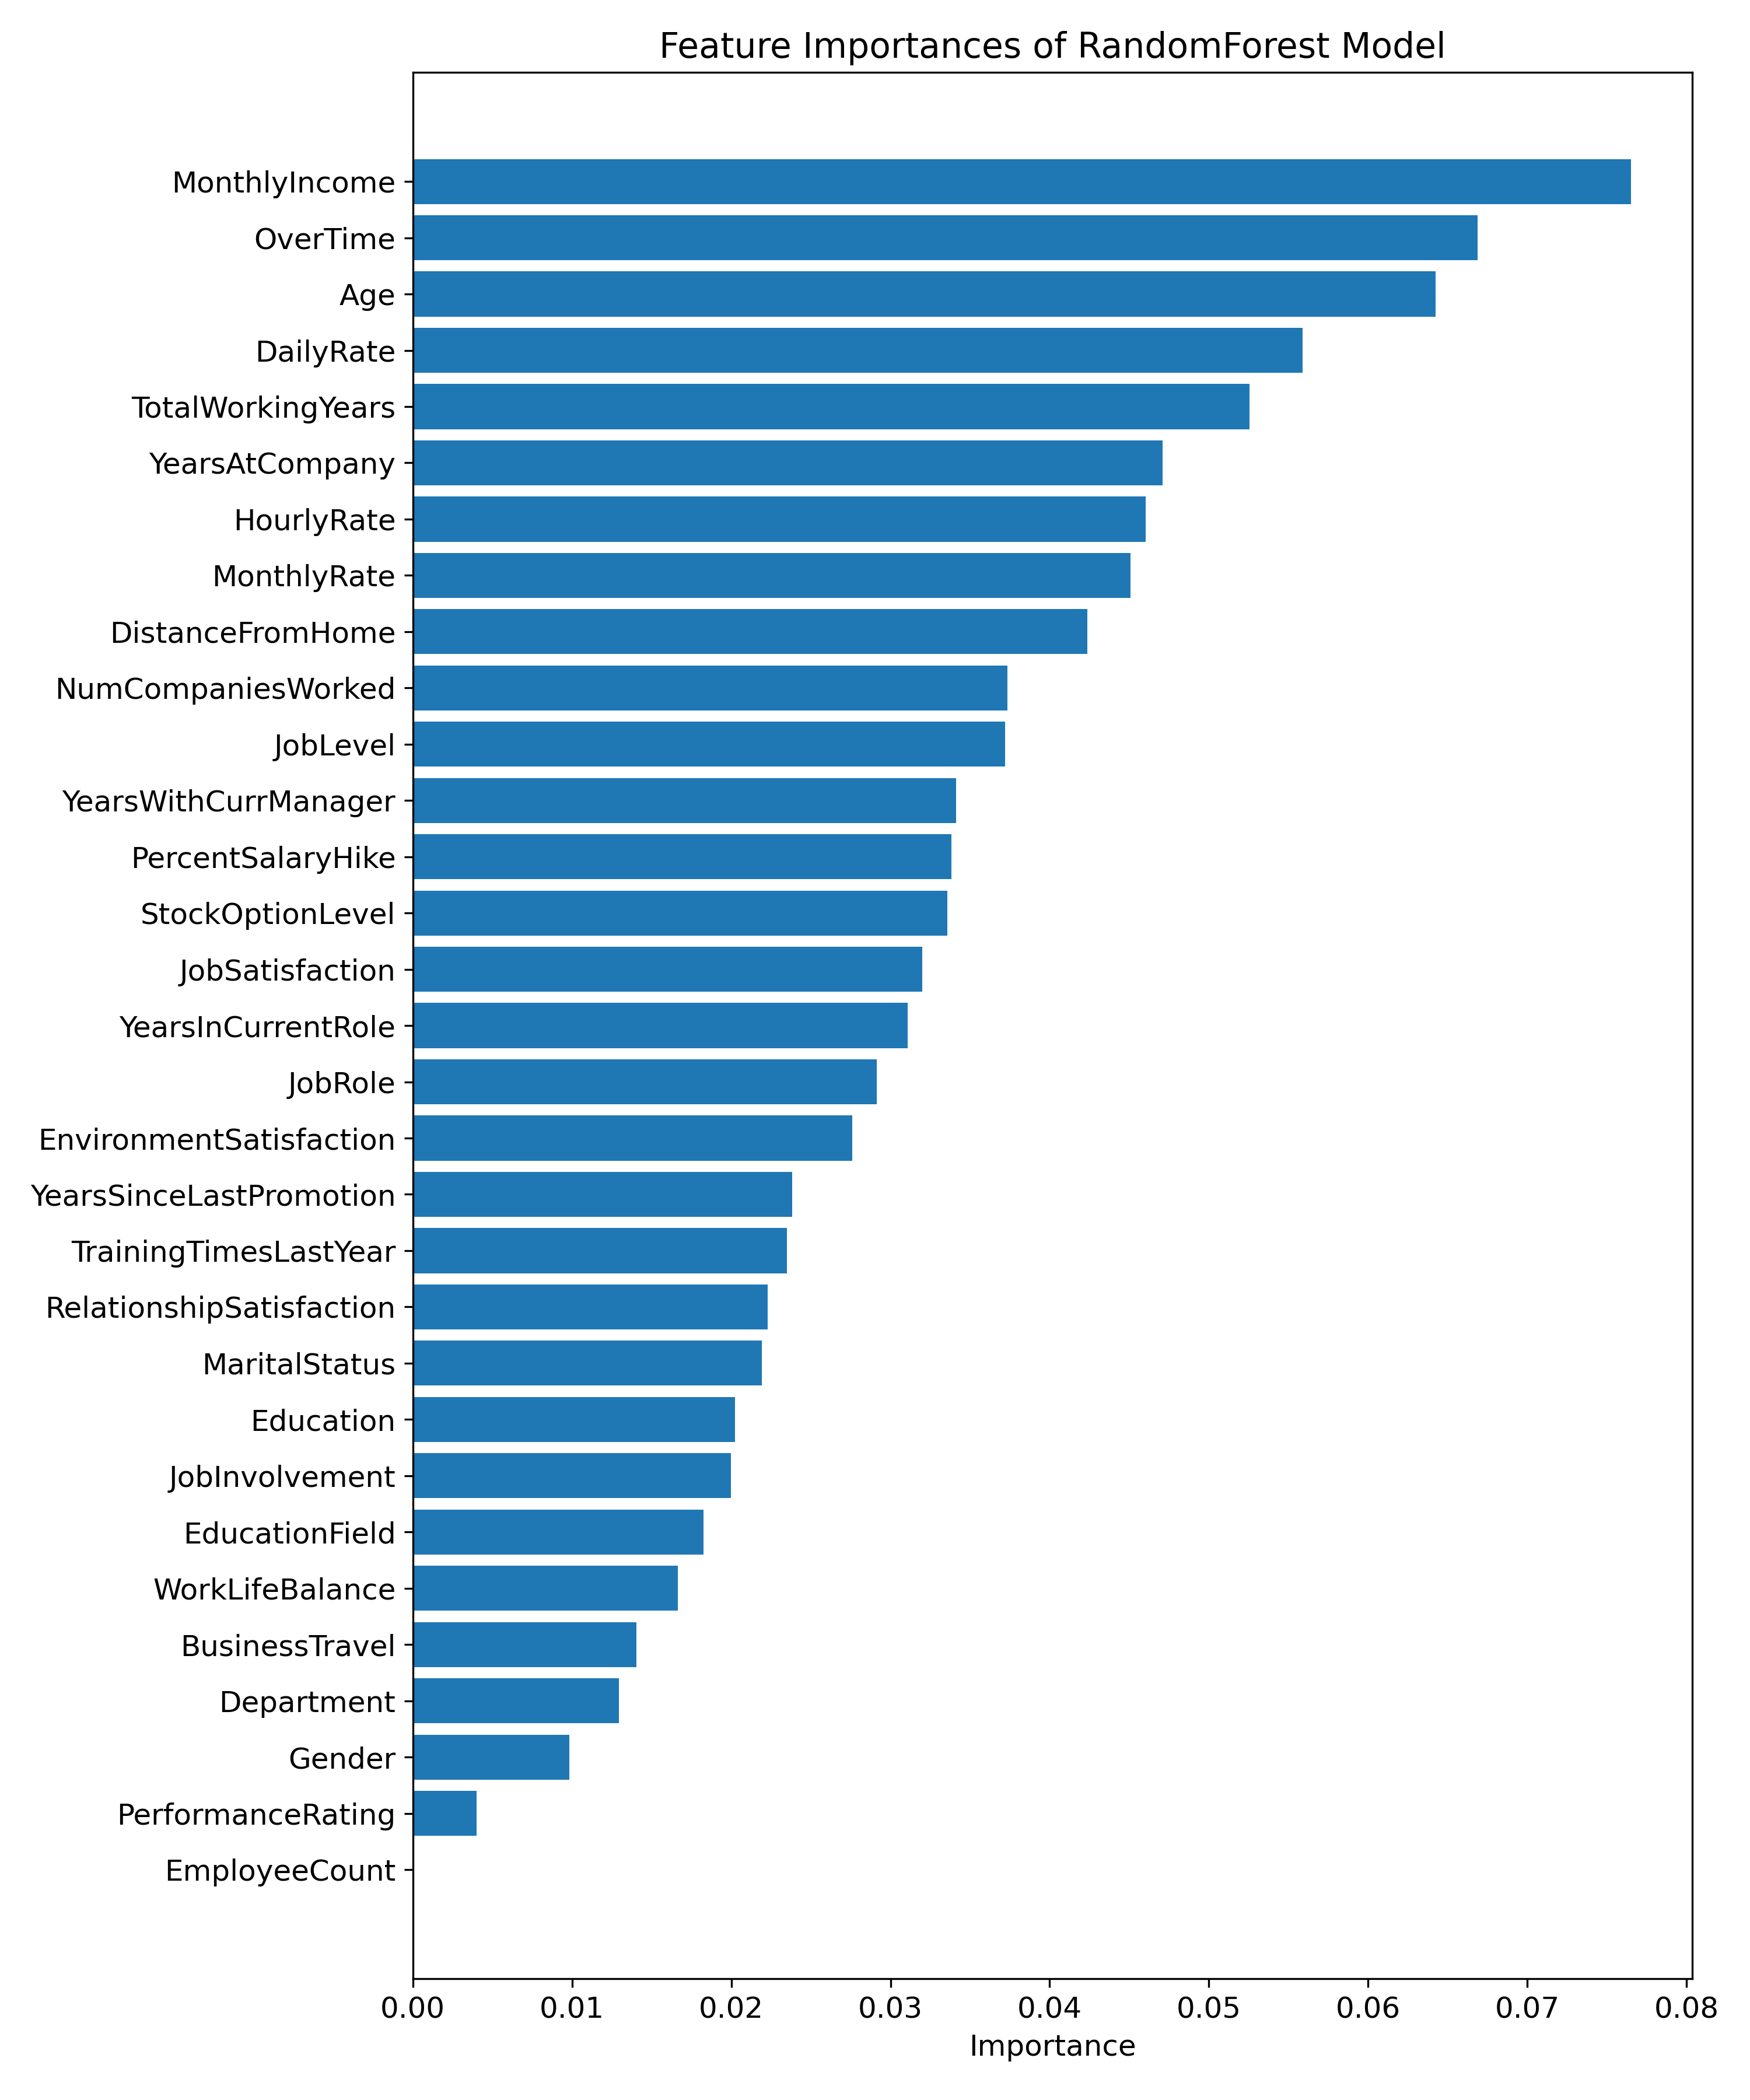 Feature Importances of RandomForest Model
MonthlyIncome
OverTime
Age
DailyRate
TotalWorkingYears
YearsAtCompany
HourlyRate
MonthlyRate
DistanceFromHome
NumCompaniesWorked
JobLevel
YearsWithCurrManager
PercentSalaryHike
StockOptionLevel
JobSatisfaction
YearsInCurrentRole
JobRole
EnvironmentSatisfaction
YearsSinceLastPromotion
TrainingTimesLastYear
RelationshipSatisfaction
MaritalStatus
Education
JobInvolvement
EducationField
WorkLifeBalance
BusinessTravel
Department
Gender
PerformanceRating
EmployeeCount
0.00 0.01 0.02 0.03 0.04 0.05 0.06 0.07 0.08
Importance